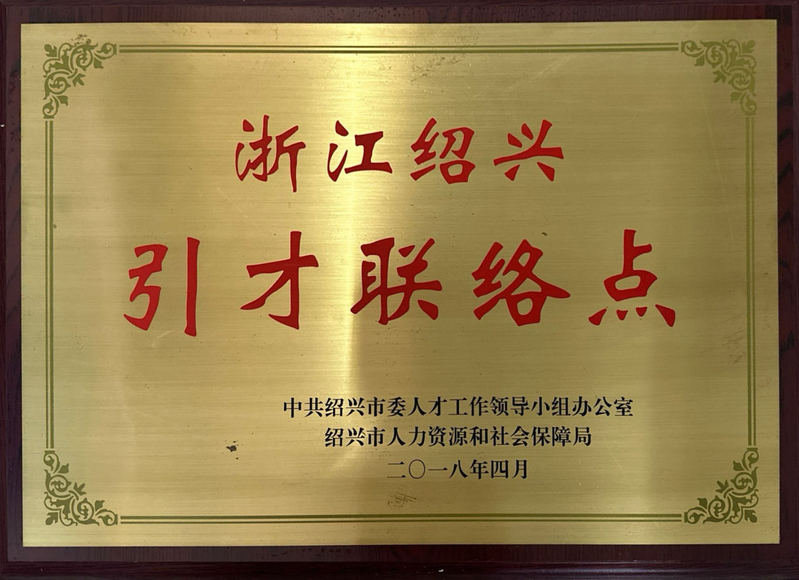 浙江绍兴
引才联络点
中共绍兴市委人才工作领导小组办公室
绍兴市人力资源和社会保障局
二〇一八年四月